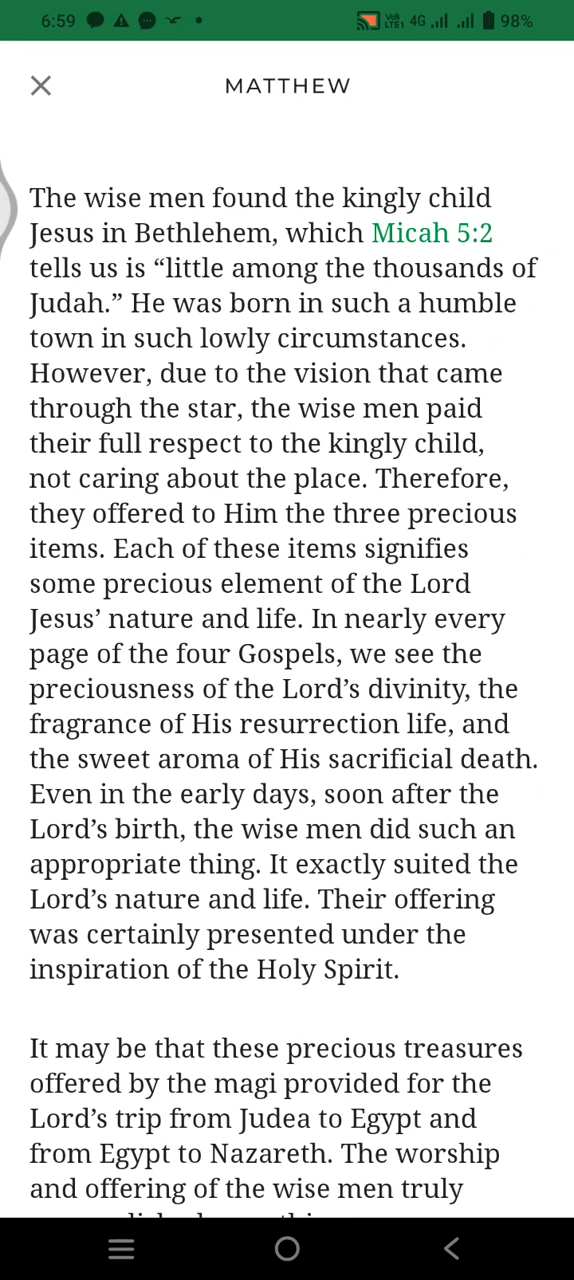 6:59
VoB LTE1 4G 98%
MATTHEW
The wise men found the kingly child
Jesus in Bethlehem, which Micah 5:2
tells us is “little among the thousands of
Judah.” He was born in such a humble
town in such lowly circumstances.
However, due to the vision that came
through the star, the wise men paid
their full respect to the kingly child,
not caring about the place. Therefore,
they offered to Him the three precious
items. Each of these items signifies
some precious element of the Lord
Jesus’ nature and life. In nearly every
page of the four Gospels, we see the
preciousness of the Lord’s divinity, the
fragrance of His resurrection life, and
the sweet aroma of His sacrificial death.
Even in the early days, soon after the
Lord’s birth, the wise men did such an
appropriate thing. It exactly suited the
Lord’s nature and life. Their offering
was certainly presented under the
inspiration of the Holy Spirit.
It may be that these precious treasures
offered by the magi provided for the
Lord’s trip from Judea to Egypt and
from Egypt to Nazareth. The worship
and offering of the wise men truly